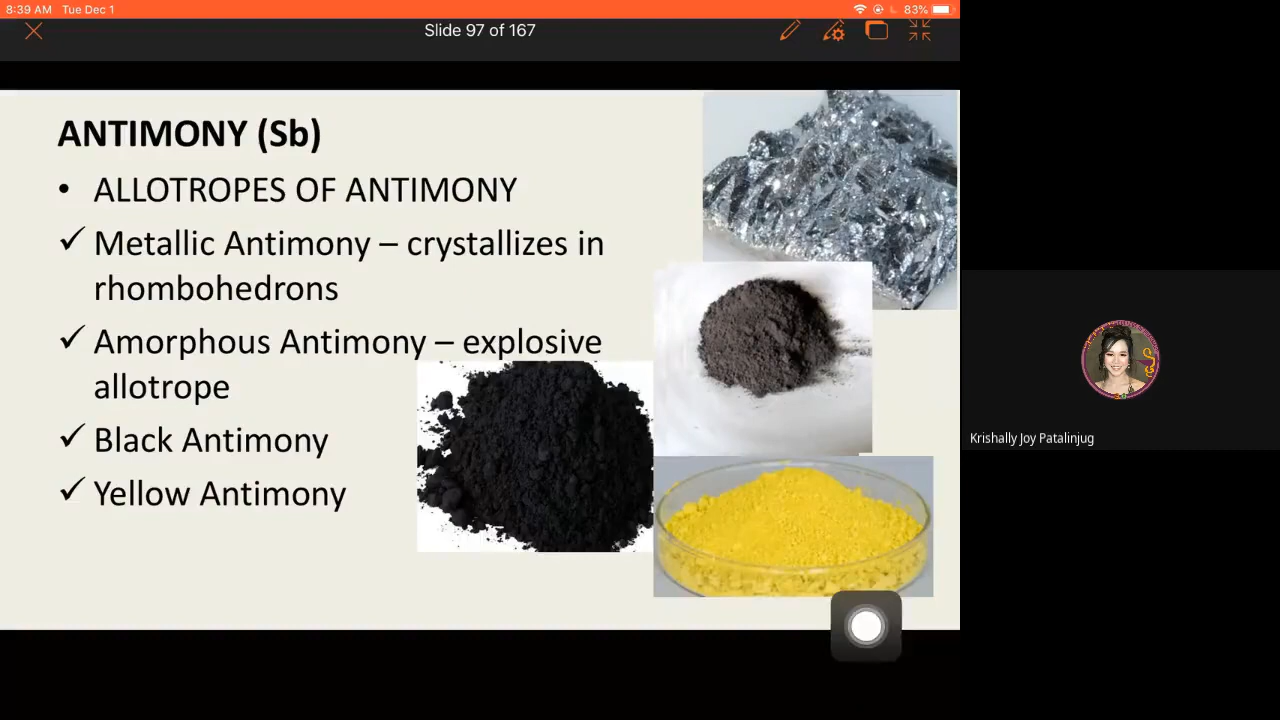 8:39 AM Tue Dec 1
83%
Slide 97 of 167
ANTIMONY (Sb)
• ALLOTROPES OF ANTIMONY
✓ Metallic Antimony – crystallizes in
rhombohedrons
✓ Amorphous Antimony – explosive
allotrope
✓ Black Antimony
✓ Yellow Antimony
Krishally Joy Patalinjug